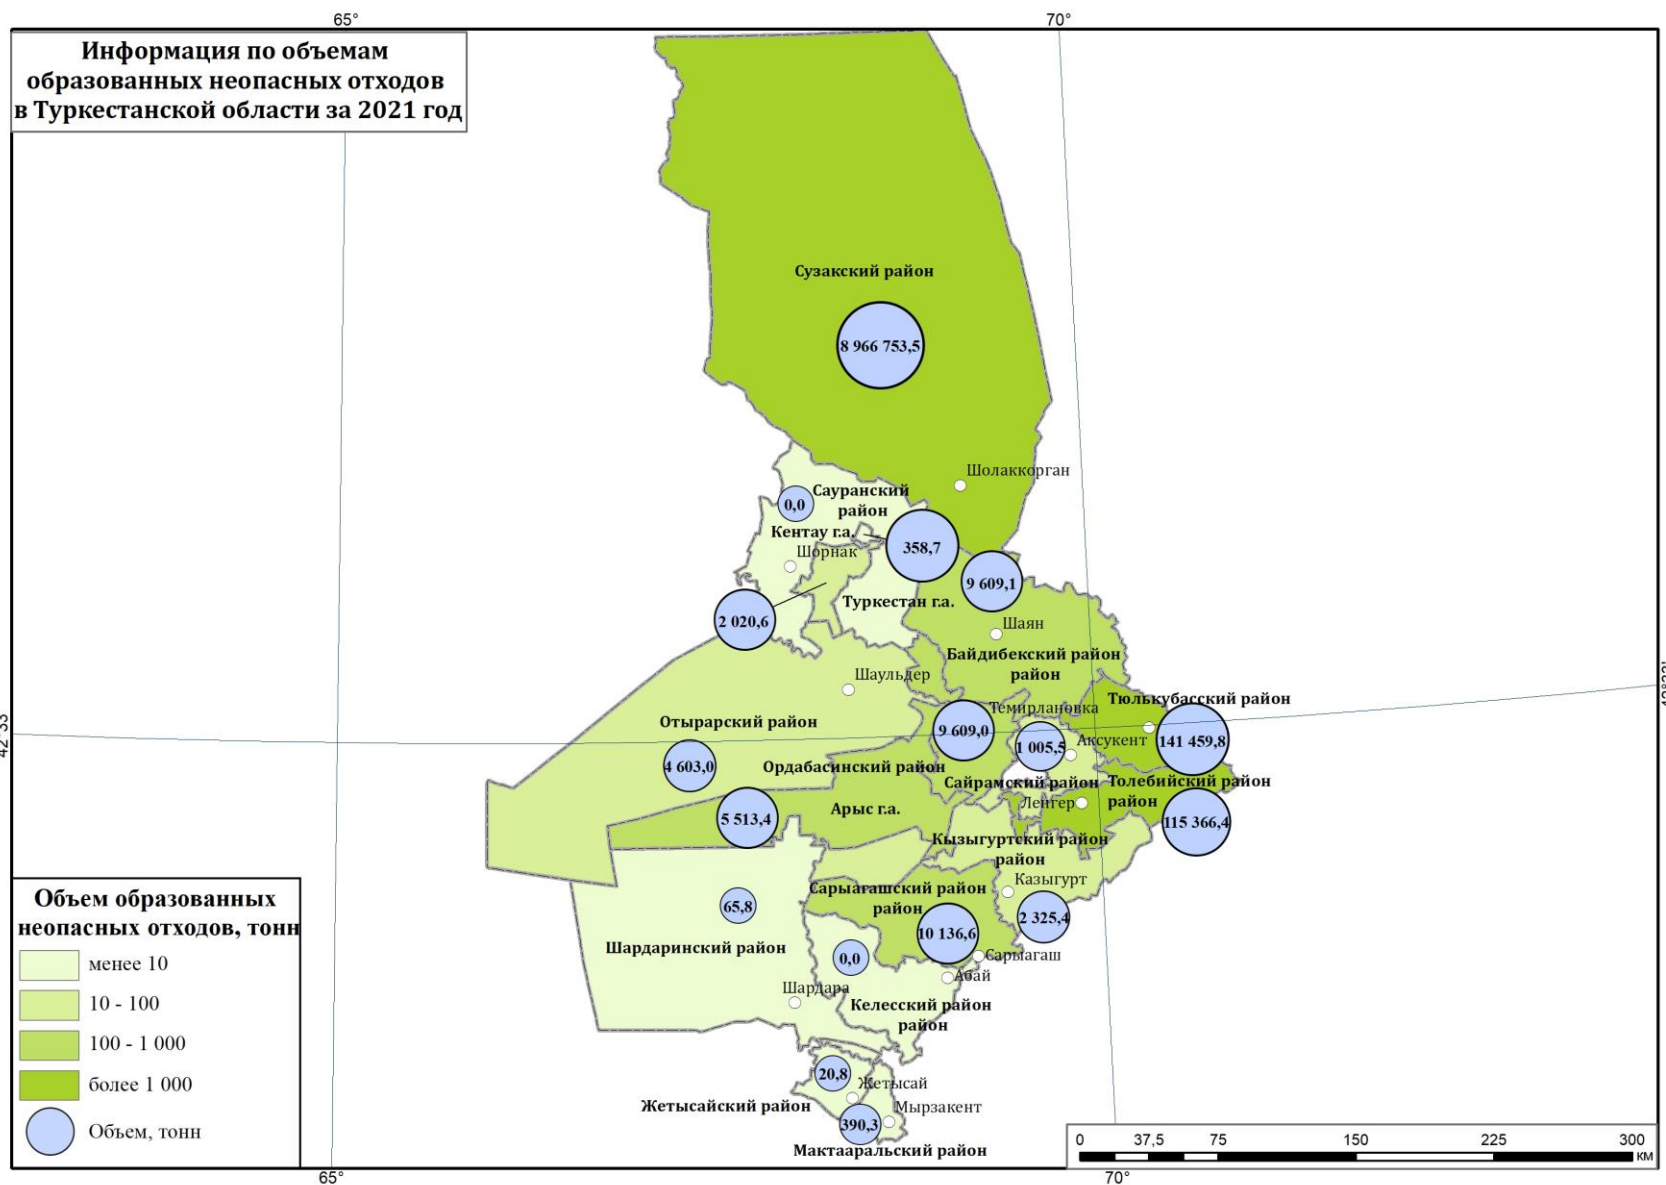 65°
70°
Информация по объемам
образованных неопасных отходов
в Туркестанской области за 2021 год
Сузакский район
8 966 753,5
Шолаккорган
Сауранский
район
0,0
Кентау г.а.
358,7
Шорнак
9 609,1
Туркестан г.а.
2 020,6
Шаян
Байдибекский район
район
Шаульдер
Тюлькубасский район
Темирлановка
Отырарский район
42°33'
42°33'
9 609,0
1 005,5
Аксукент
141 459,8
4 603,0
Ордабасинский район
Сайрамский район
Толебийский район
район
Ленгер
Арыс г.а.
5 513,4
115 366,4
Кызыгуртский район
район
Казыгурт
Сарыагашский район
район
65,8
2 325,4
10 136,6
Шардаринский район
0,0
Сарыагаш
Абай
Шардара
Келесский район
район
20,8
Жетысай
Жетысайский район
390,3
Мырзакент
Мактааральский район
Объем образованных
неопасных отходов, тонн
менее 10
10 - 100
100 - 1 000
более 1 000
Объем, тонн
0 37,5 75 150 225 300
км
65°
70°